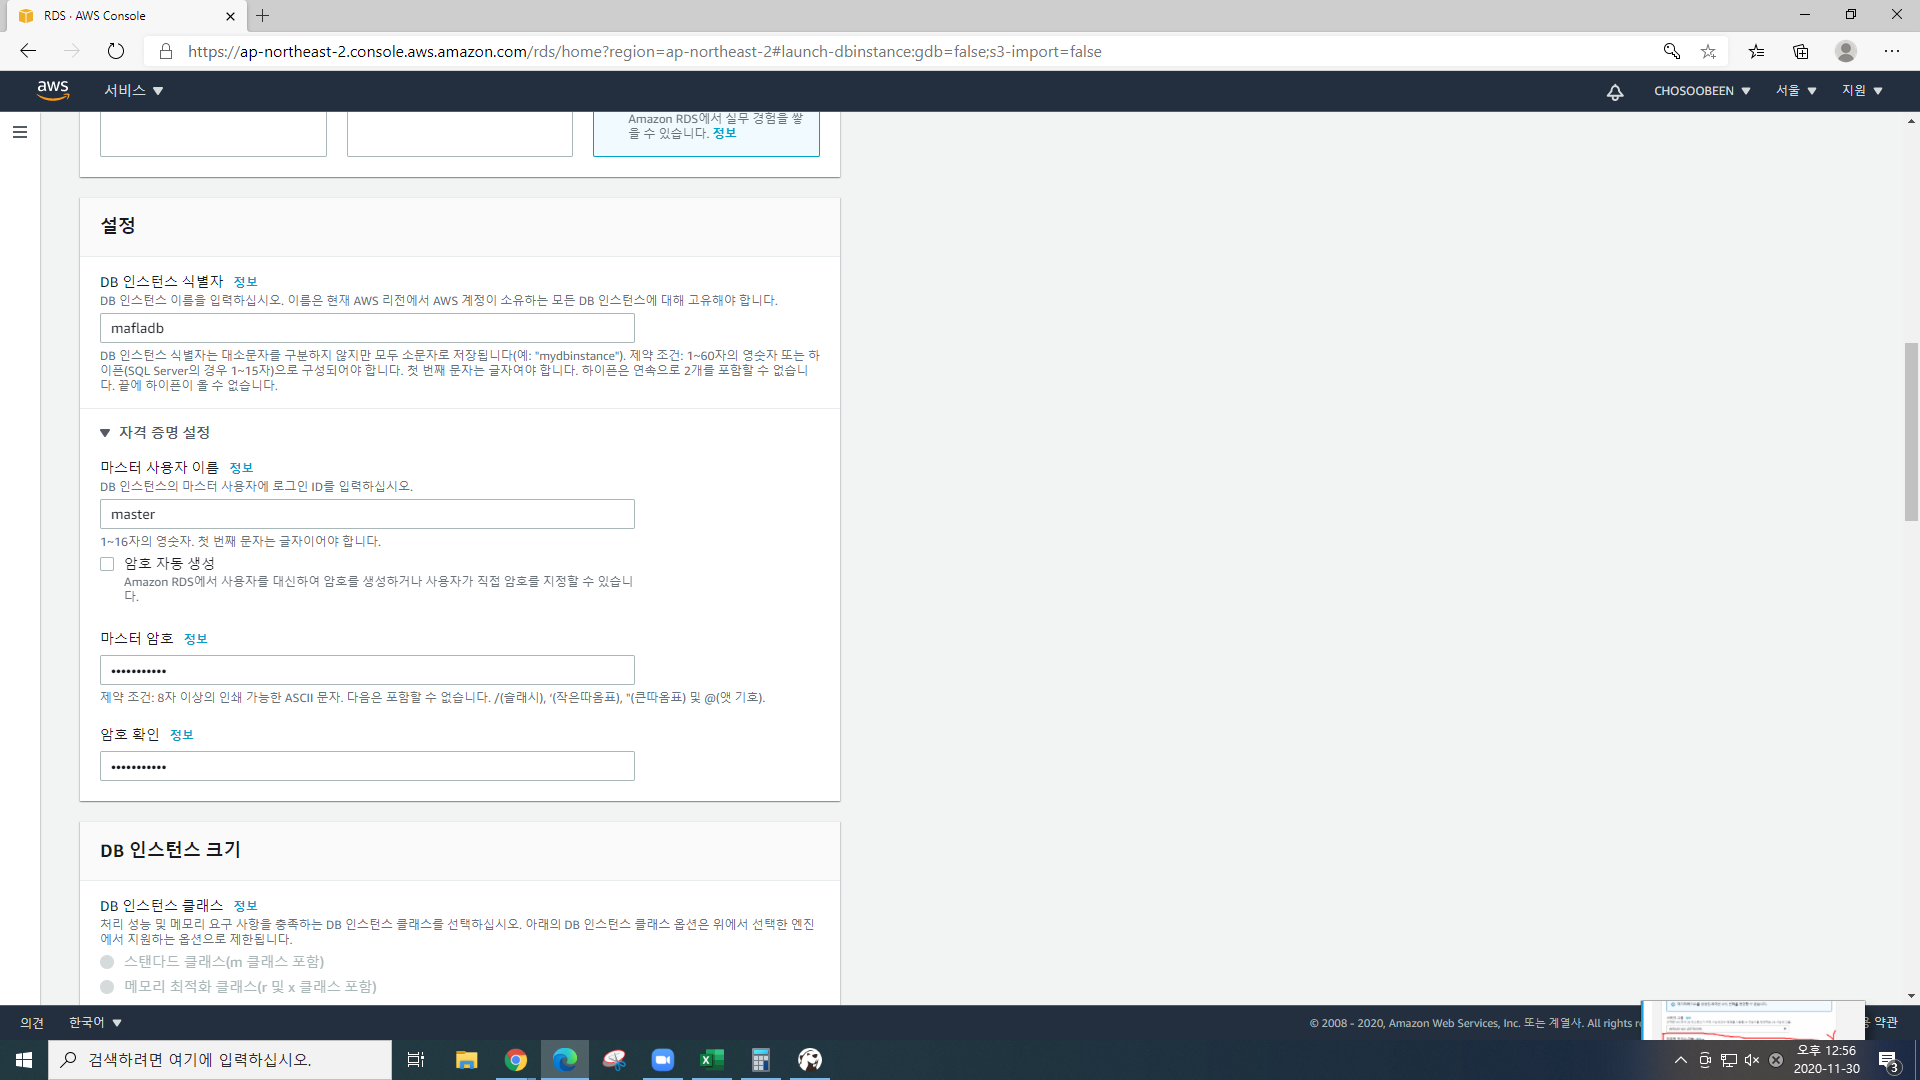 RDS · AWS Console
https://ap-northeast-2.console.aws.amazon.com/rds/home?region=ap-northeast-2#launch-dbinstance:gdb=false;s3-import=false
aws
서비스
CHOSOOBEEN
서울
지원
Amazon RDS에서 실무 경험을 쌓
을 수 있습니다. 정보
설정
DB 인스턴스 식별자 정보
DB 인스턴스 이름을 입력하십시오. 이름은 현재 AWS 리전에서 AWS 계정이 소유하는 모든 DB 인스턴스에 대해 고유해야 합니다.
mafladb
DB 인스턴스 식별자는 대소문자를 구분하지 않지만 모두 소문자로 저장됩니다(예: "mydbinstance"). 제약 조건: 1~60자의 영숫자 또는 하
이픈(SQL Server의 경우 1~15자)으로 구성되어야 합니다. 첫 번째 문자는 글자여야 합니다. 하이픈은 연속으로 2개를 포함할 수 없습니
다. 끝에 하이픈이 올 수 없습니다.
자격 증명 설정
마스터 사용자 이름 정보
DB 인스턴스의 마스터 사용자에 로그인 ID를 입력하십시오.
master
1~16자의 영숫자. 첫 번째 문자는 글자이어야 합니다.
암호 자동 생성
Amazon RDS에서 사용자를 대신하여 암호를 생성하거나 사용자가 직접 암호를 지정할 수 있습니
다.
마스터 암호 정보
•••••••••••
제약 조건: 8자 이상의 인쇄 가능한 ASCII 문자. 다음은 포함할 수 없습니다. /(슬래시), '(작은따옴표), "(큰따옴표) 및 @(앳 기호).
암호 확인 정보
•••••••••••
DB 인스턴스 크기
DB 인스턴스 클래스 정보
처리 성능 및 메모리 요구 사항을 충족하는 DB 인스턴스 클래스를 선택하십시오. 아래의 DB 인스턴스 클래스 옵션은 위에서 선택한 엔진
에서 지원하는 옵션으로 제한됩니다.
스탠다드 클래스(m 클래스 포함)
메모리 최적화 클래스(r 및 x 클래스 포함)
의견
한국어
© 2008 - 2020, Amazon Web Services, Inc. 또는 계열사. All rights
약관
검색하려면 여기에 입력하십시오.
오후 12:56
2020-11-30
3